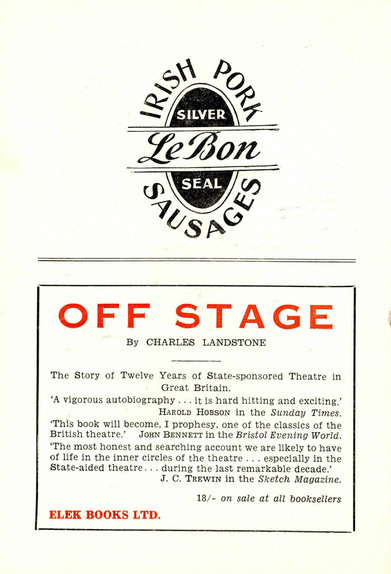 IRISH PORK
SILVER
Le Bon
SEAL
SAUSAGES
OFF STAGE
By CHARLES LANDSTONE
The Story of Twelve Years of State-sponsored Theatre in
Great Britain.
'A vigorous autobiography . . . it is hard hitting and exciting.'
HAROLD HOBSON in the Sunday Times.
'This book will become, I prophesy, one of the classics of the
British theatre.' JOHN BENNETT in the Bristol Evening World.
'The most honest and searching account we are likely to have
of life in the inner circles of the theatre . . . especially in the
State-aided theatre . . . during the last remarkable decade.'
J. C. TREWIN in the Sketch Magazine.
18/- on sale at all booksellers
ELEK BOOKS LTD.